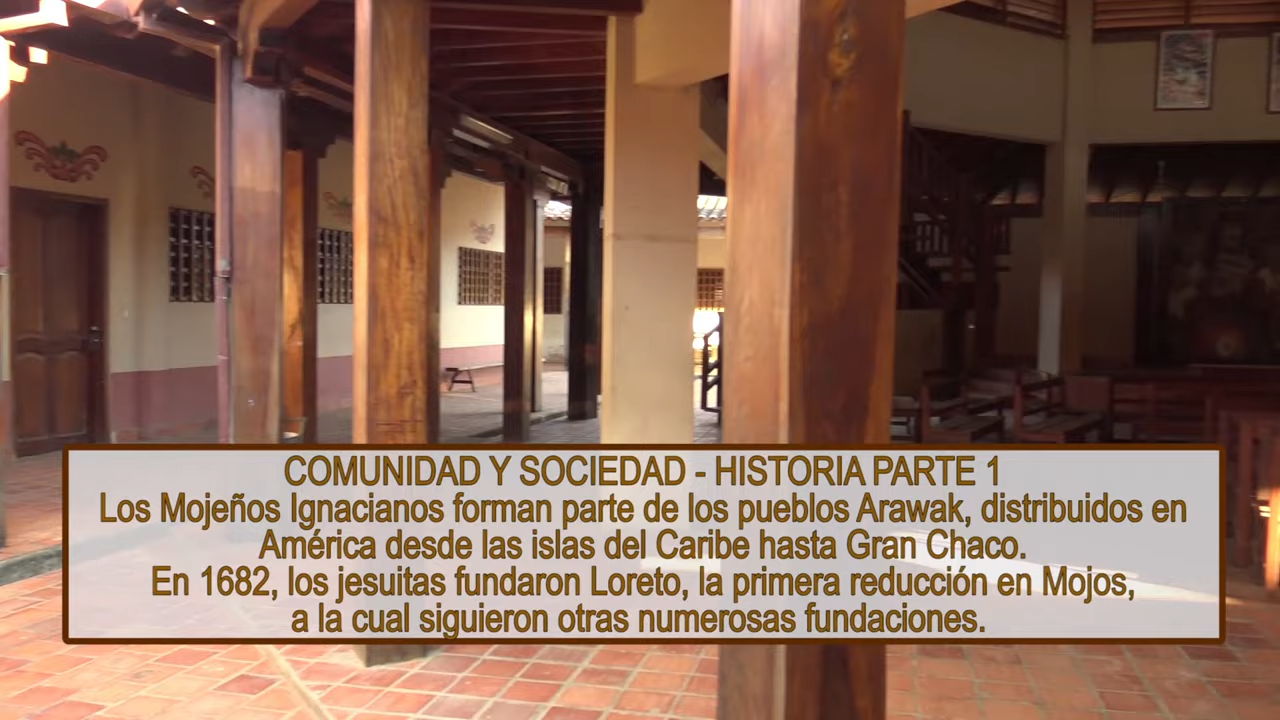 COMUNIDAD Y SOCIEDAD - HISTORIA PARTE 1
Los Mojeños Ignacianos forman parte de los pueblos Arawak, distribuidos en
América desde las islas del Caribe hasta Gran Chaco.
En 1682, los jesuitas fundaron Loreto, la primera reducción en Mojos,
a la cual siguieron otras numerosas fundaciones.